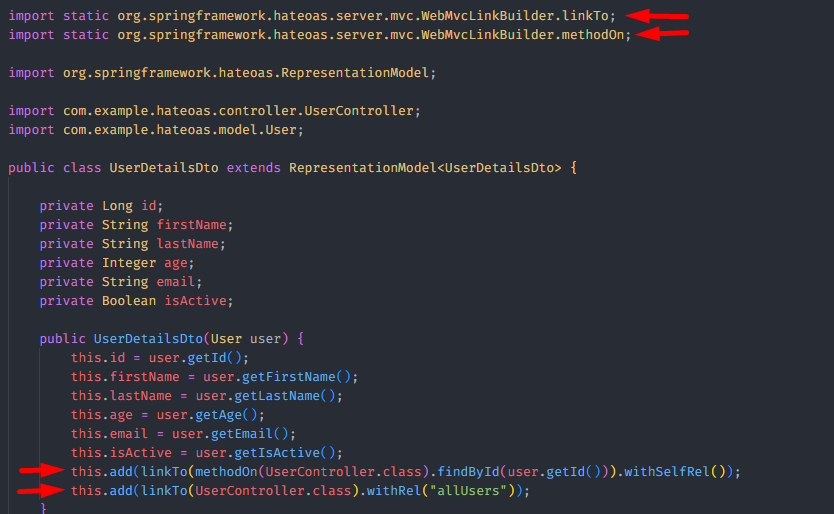 import static org.springframework.hateoas.server.mvc.WebMvcLinkBuilder.linkTo;
import static org.springframework.hateoas.server.mvc.WebMvcLinkBuilder.methodOn;
import org.springframework.hateoas.RepresentationModel;
import com.example.hateoas.controller.UserController;
import com.example.hateoas.model.User;
public class UserDetailsDto extends RepresentationModel<UserDetailsDto> {
private Long id;
private String firstName;
private String lastName;
private Integer age;
private String email;
private Boolean isActive;
public UserDetailsDto(User user) {
this.id = user.getId();
this.firstName = user.getFirstName();
this.lastName = user.getLastName();
this.age = user.getAge();
this.email = user.getEmail();
this.isActive = user.getIsActive();
this.add(linkTo(methodOn(UserController.class).findById(user.getId())).withSelfRel());
this.add(linkTo(UserController.class).withRel("allUsers"));
}